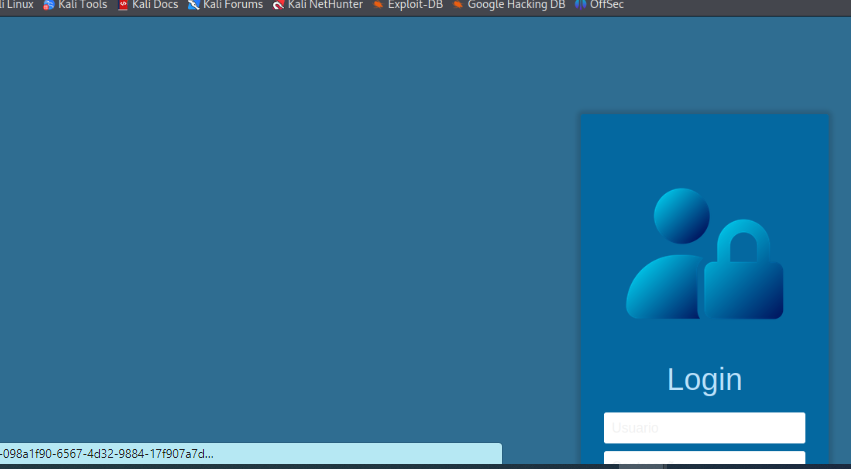 li Linux Kali Tools Kali Docs Kali Forums Kali NetHunter Exploit-DB Google Hacking DB OffSec
Login
Usuario
-098a1f90-6567-4d32-9884-17f907a7d...